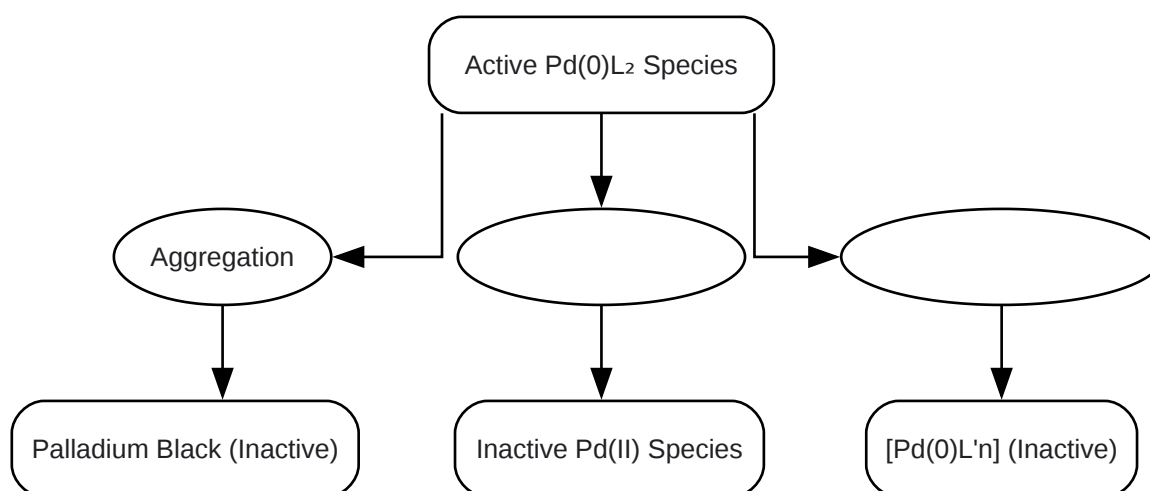 Active Pd(0)L₂ Species
Aggregation
Palladium Black (Inactive)
Inactive Pd(II) Species
[Pd(0)L'n] (Inactive)